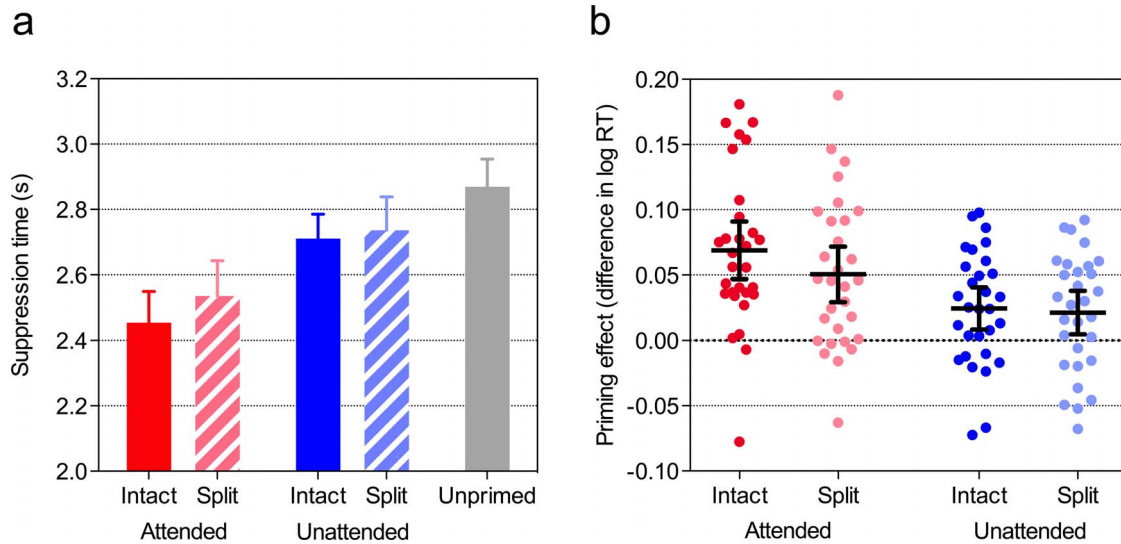 a
3.2
3.0
2.8
2.6
2.4
2.2
2.0
Suppression time (s)
Intact Split Intact Split Unprimed
Attended Unattended
b
0.20
0.15
0.10
0.05
0.00
-0.05
-0.10
Priming effect (difference in log RT)
Intact Split Intact Split
Attended Unattended